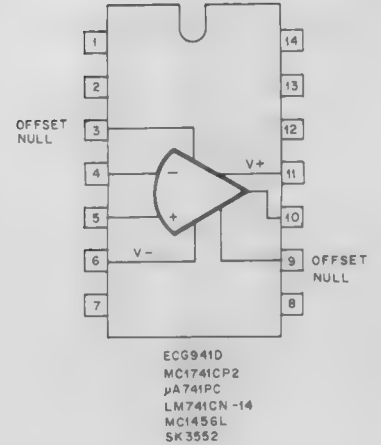 1
14
2
13
OFFSET
NULL
3
12
4
−
V+
11
5
+
10
6
V−
9
OFFSET
NULL
7
8
ECG941D
MC1741CP2
µA741PC
LM741CN-14
MC1456L
SK3552